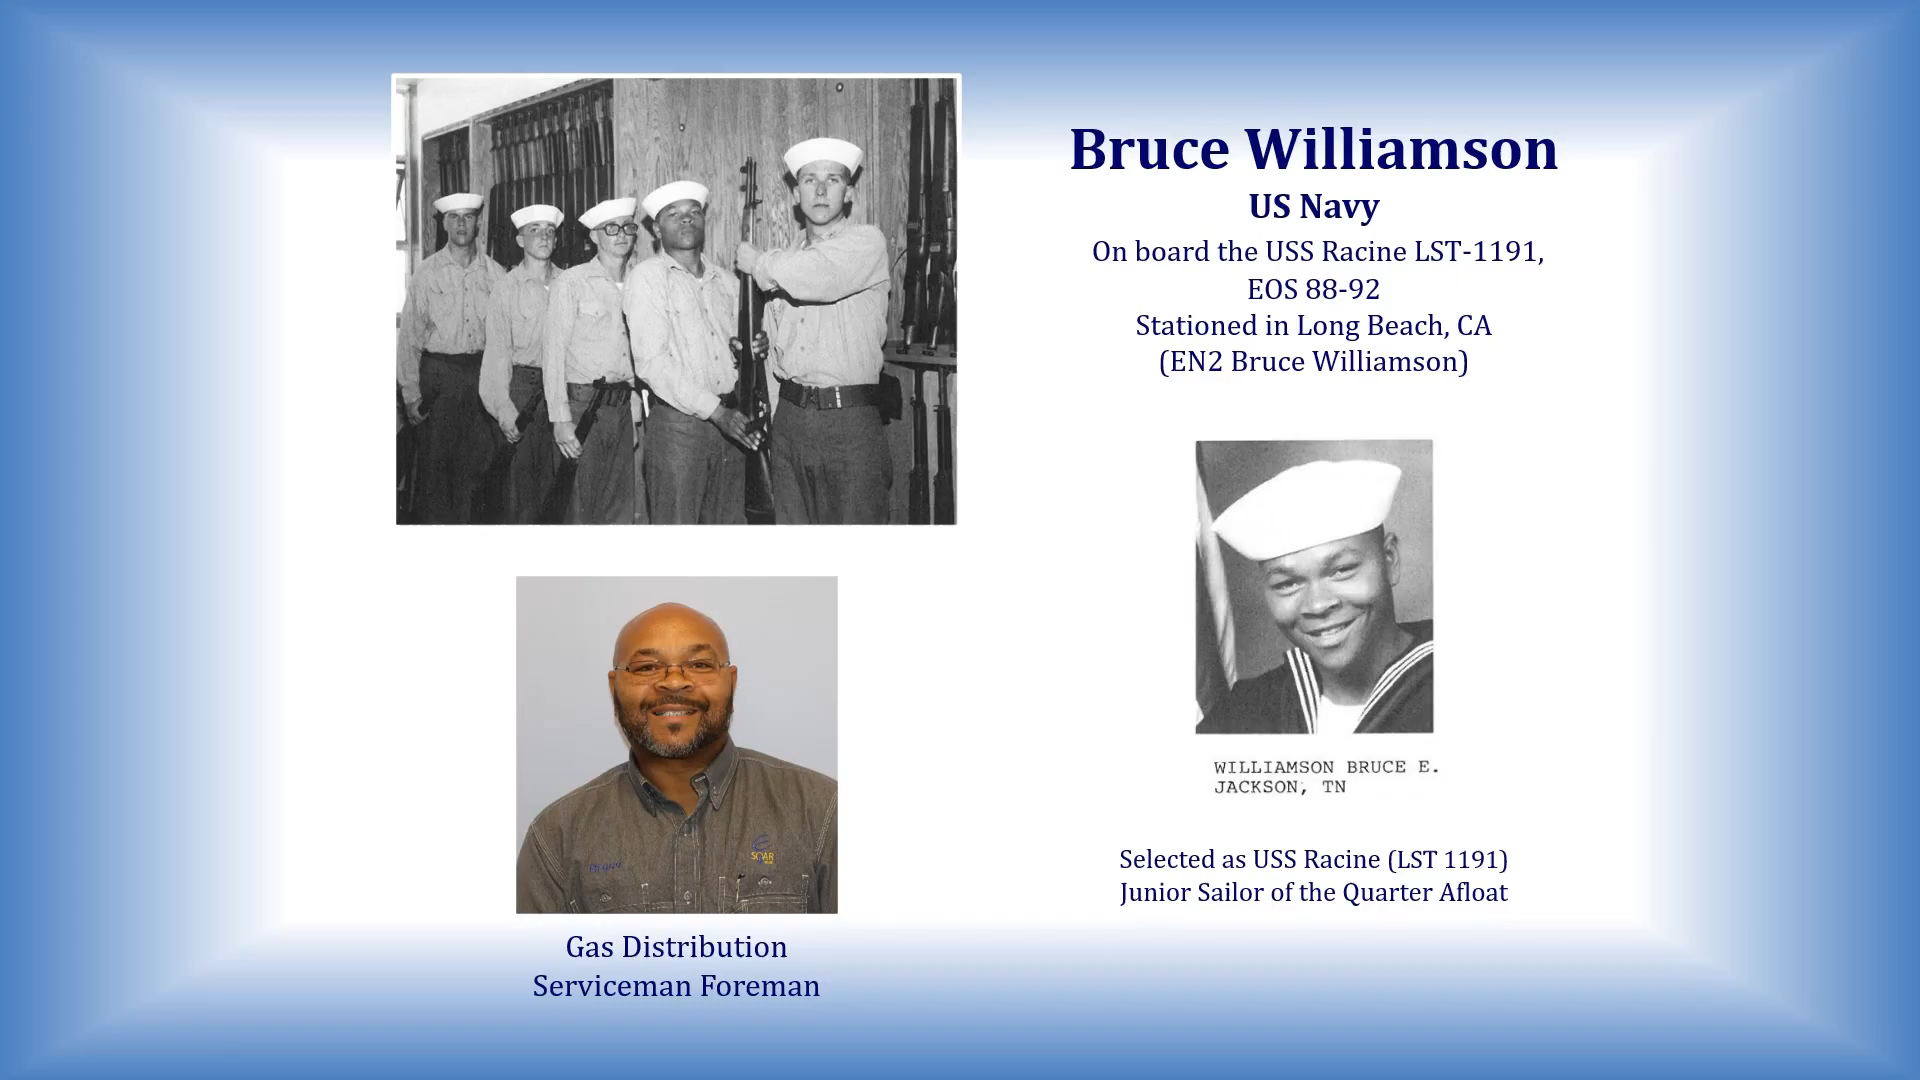 Bruce Williamson
US Navy
On board the USS Racine LST-1191,
EOS 88-92
Stationed in Long Beach, CA
(EN2 Bruce Williamson)
WILLIAMSON BRUCE E.
JACKSON, TN
Selected as USS Racine (LST 1191)
Junior Sailor of the Quarter Afloat
SOAR
Gas Distribution
Serviceman Foreman